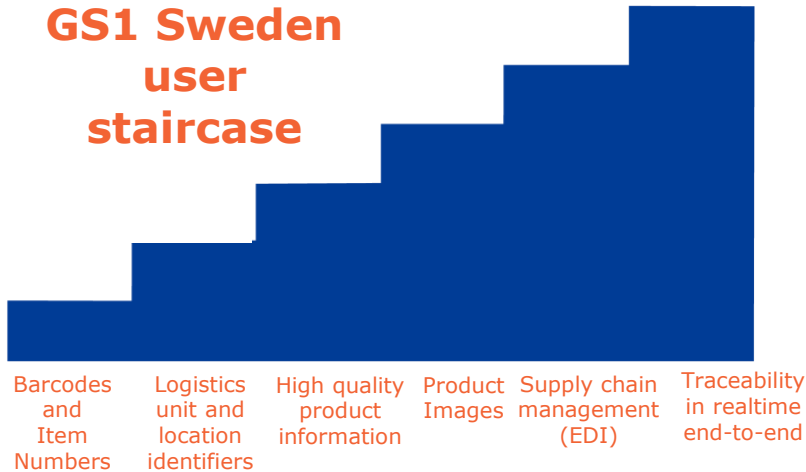 GS1 Sweden
user
staircase
Barcodes
and
Item
Numbers
Logistics
unit and
location
identifiers
High quality
product
information
Product
Images
Supply chain
management
(EDI)
Traceability
in realtime
end-to-end